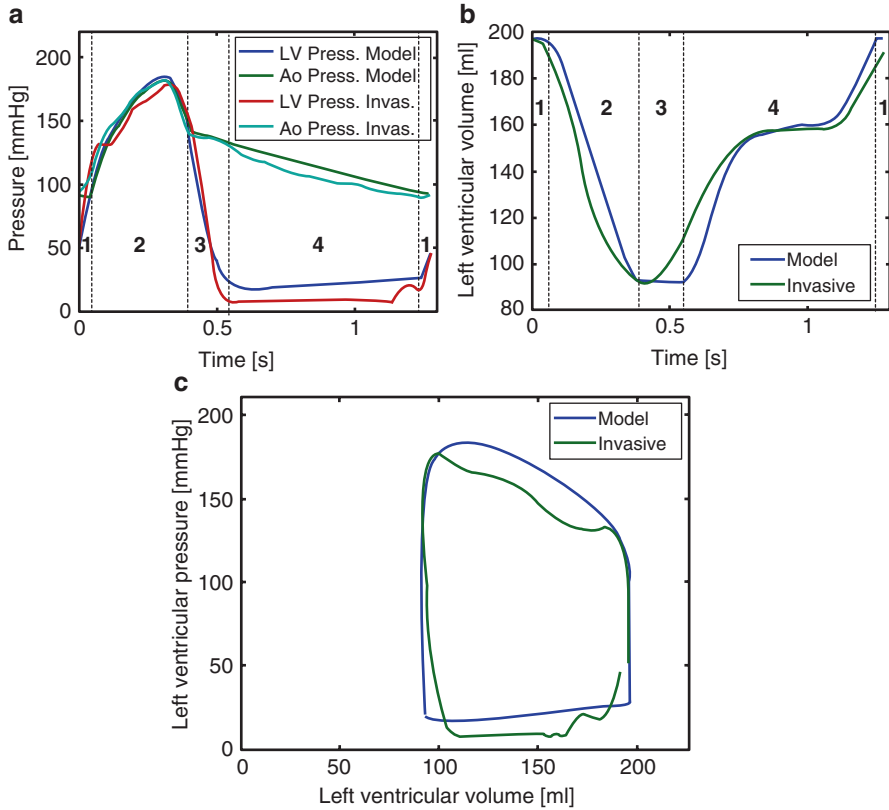 a
Pressure [mmHg]
200
150
100
50
0
LV Press. Model
Ao Press. Model
LV Press. Invas.
Ao Press. Invas.
1
2
3
4
1
0
0.5
1
Time [s]
b
Left ventricular volume [ml]
200
180
160
140
120
100
80
1
2
3
4
1
Model
Invasive
0
0.5
1
Time [s]
c
Left ventricular pressure [mmHg]
200
150
100
50
0
Model
Invasive
0
50
100
150
200
Left ventricular volume [ml]